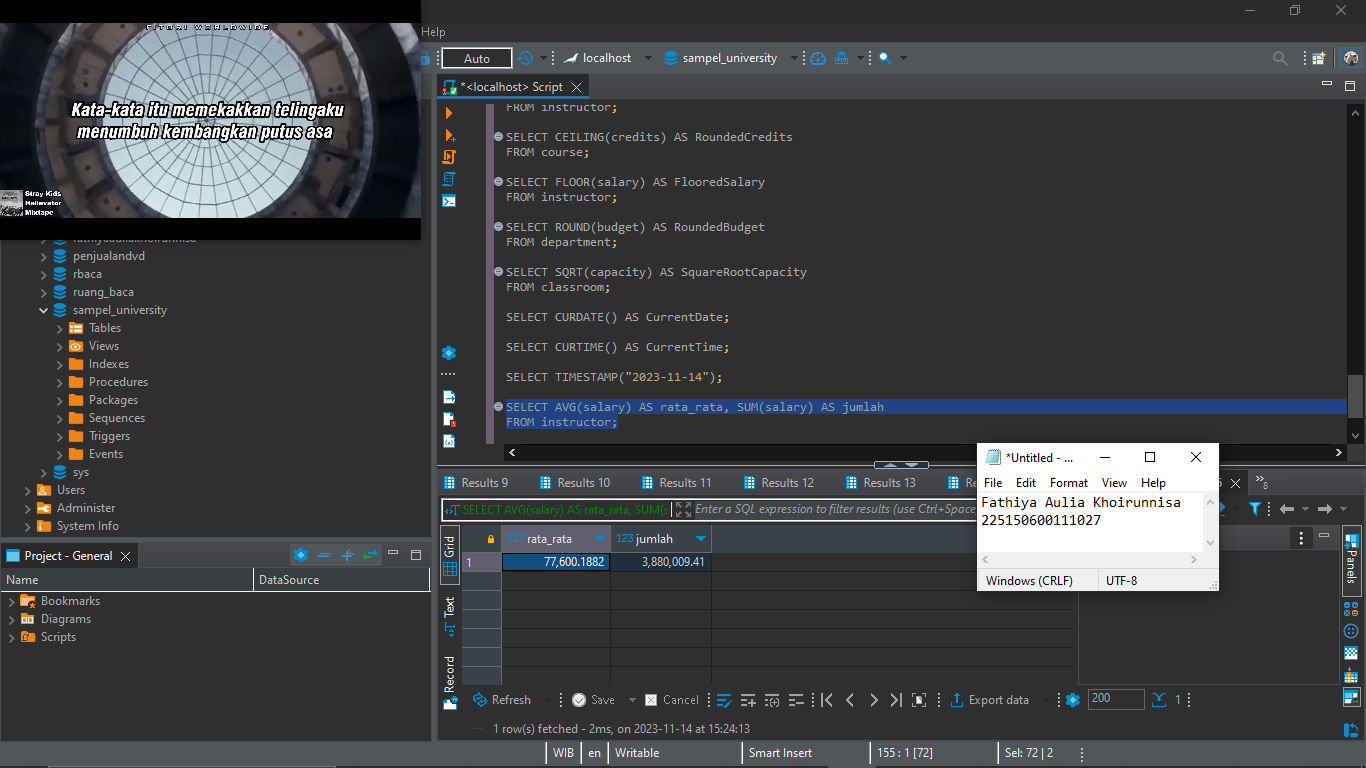 FITORI WORLDWIDE
Kata-kata itu memekakkan telingaku
menumbuh kembangkan putus asa
Stray Kids
Hellevator
Mixtape
Help
Auto
localhost
sampel_university
*<localhost> Script
FROM instructor;
SELECT CEILING(credits) AS RoundedCredits
FROM course;
SELECT FLOOR(salary) AS FlooredSalary
FROM instructor;
SELECT ROUND(budget) AS RoundedBudget
FROM department;
SELECT SQRT(capacity) AS SquareRootCapacity
FROM classroom;
SELECT CURDATE() AS CurrentDate;
SELECT CURTIME() AS CurrentTime;
SELECT TIMESTAMP("2023-11-14");
SELECT AVG(salary) AS rata_rata, SUM(salary) AS jumlah
FROM instructor;
penjualandvd
rbaca
ruang_baca
sampel_university
Tables
Views
Indexes
Procedures
Packages
Sequences
Triggers
Events
sys
Users
Administer
System Info
Project - General
Name DataSource
Bookmarks
Diagrams
Scripts
Results 9 Results 10 Results 11 Results 12 Results 13
SELECT AVG(salary) AS rata_rata, SUM(
Enter a SQL expression to filter results (use Ctrl+Space
Grid
Text
Record
123 rata_rata 123 jumlah
1 77,600.1882 3,880,009.41
*Untitled - ...
File Edit Format View Help
Fathiya Aulia Khoirunnisa
225150600111027
Windows (CRLF) UTF-8
Panels
Refresh Save Cancel Export data 200 1
1 row(s) fetched - 2ms, on 2023-11-14 at 15:24:13
WIB en Writable Smart Insert 155 : 1 [72] Sel: 72 | 2